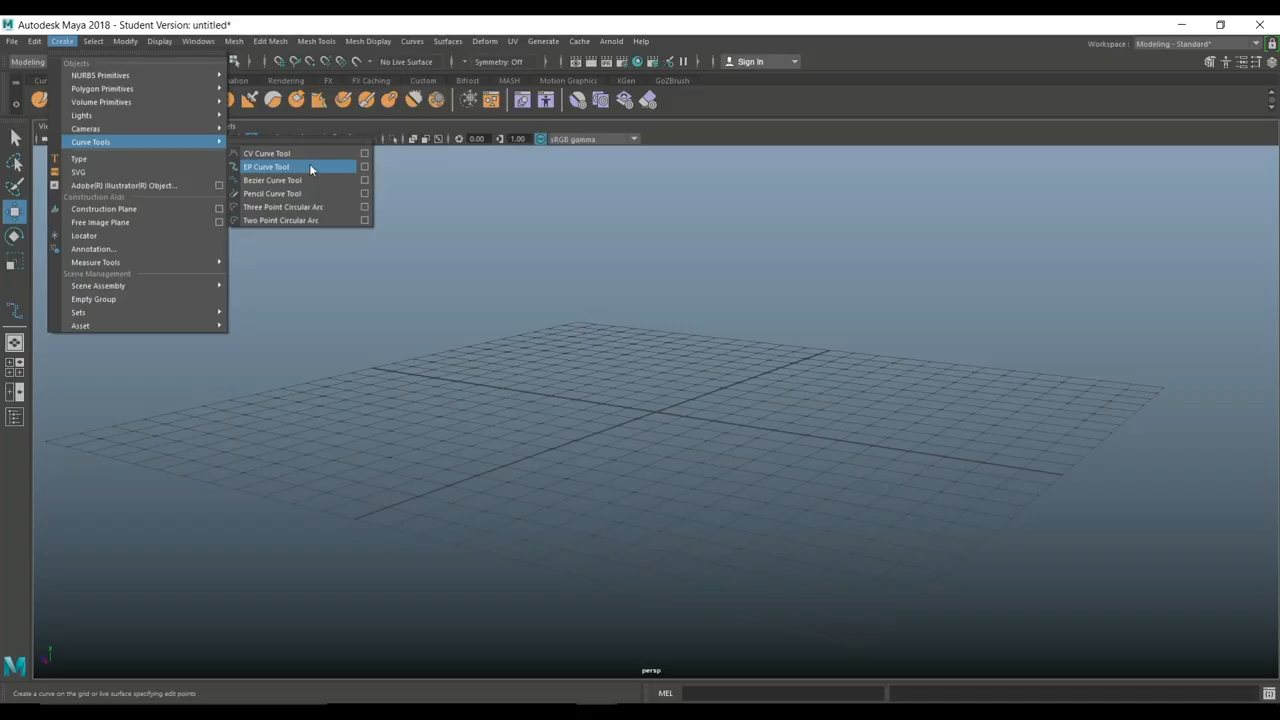 Autodesk Maya 2018 - Student Version: untitled*
File Edit Create Select Modify Display Windows Mesh Edit Mesh Mesh Tools Mesh Display Curves Surfaces Deform UV Generate Cache Arnold Help
Workspace : Modeling - Standard*
Modeling
No Live Surface
Symmetry: Off
Sign In
Rendering FX FX Caching Custom Arnold Bifrost MASH Motion Graphics XGen GoZBrush
0.00 1.00 sRGB gamma
Objects
NURBS Primitives
Polygon Primitives
Volume Primitives
Lights
Cameras
Curve Tools
Type
SVG
Adobe(R) Illustrator(R) Object...
Construction Aids
Construction Plane
Free Image Plane
Locator
Annotation...
Measure Tools
Scene Management
Scene Assembly
Empty Group
Sets
Asset
CV Curve Tool
EP Curve Tool
Bezier Curve Tool
Pencil Curve Tool
Three Point Circular Arc
Two Point Circular Arc
persp
Create a curve on the grid or live surface specifying edit points
MEL